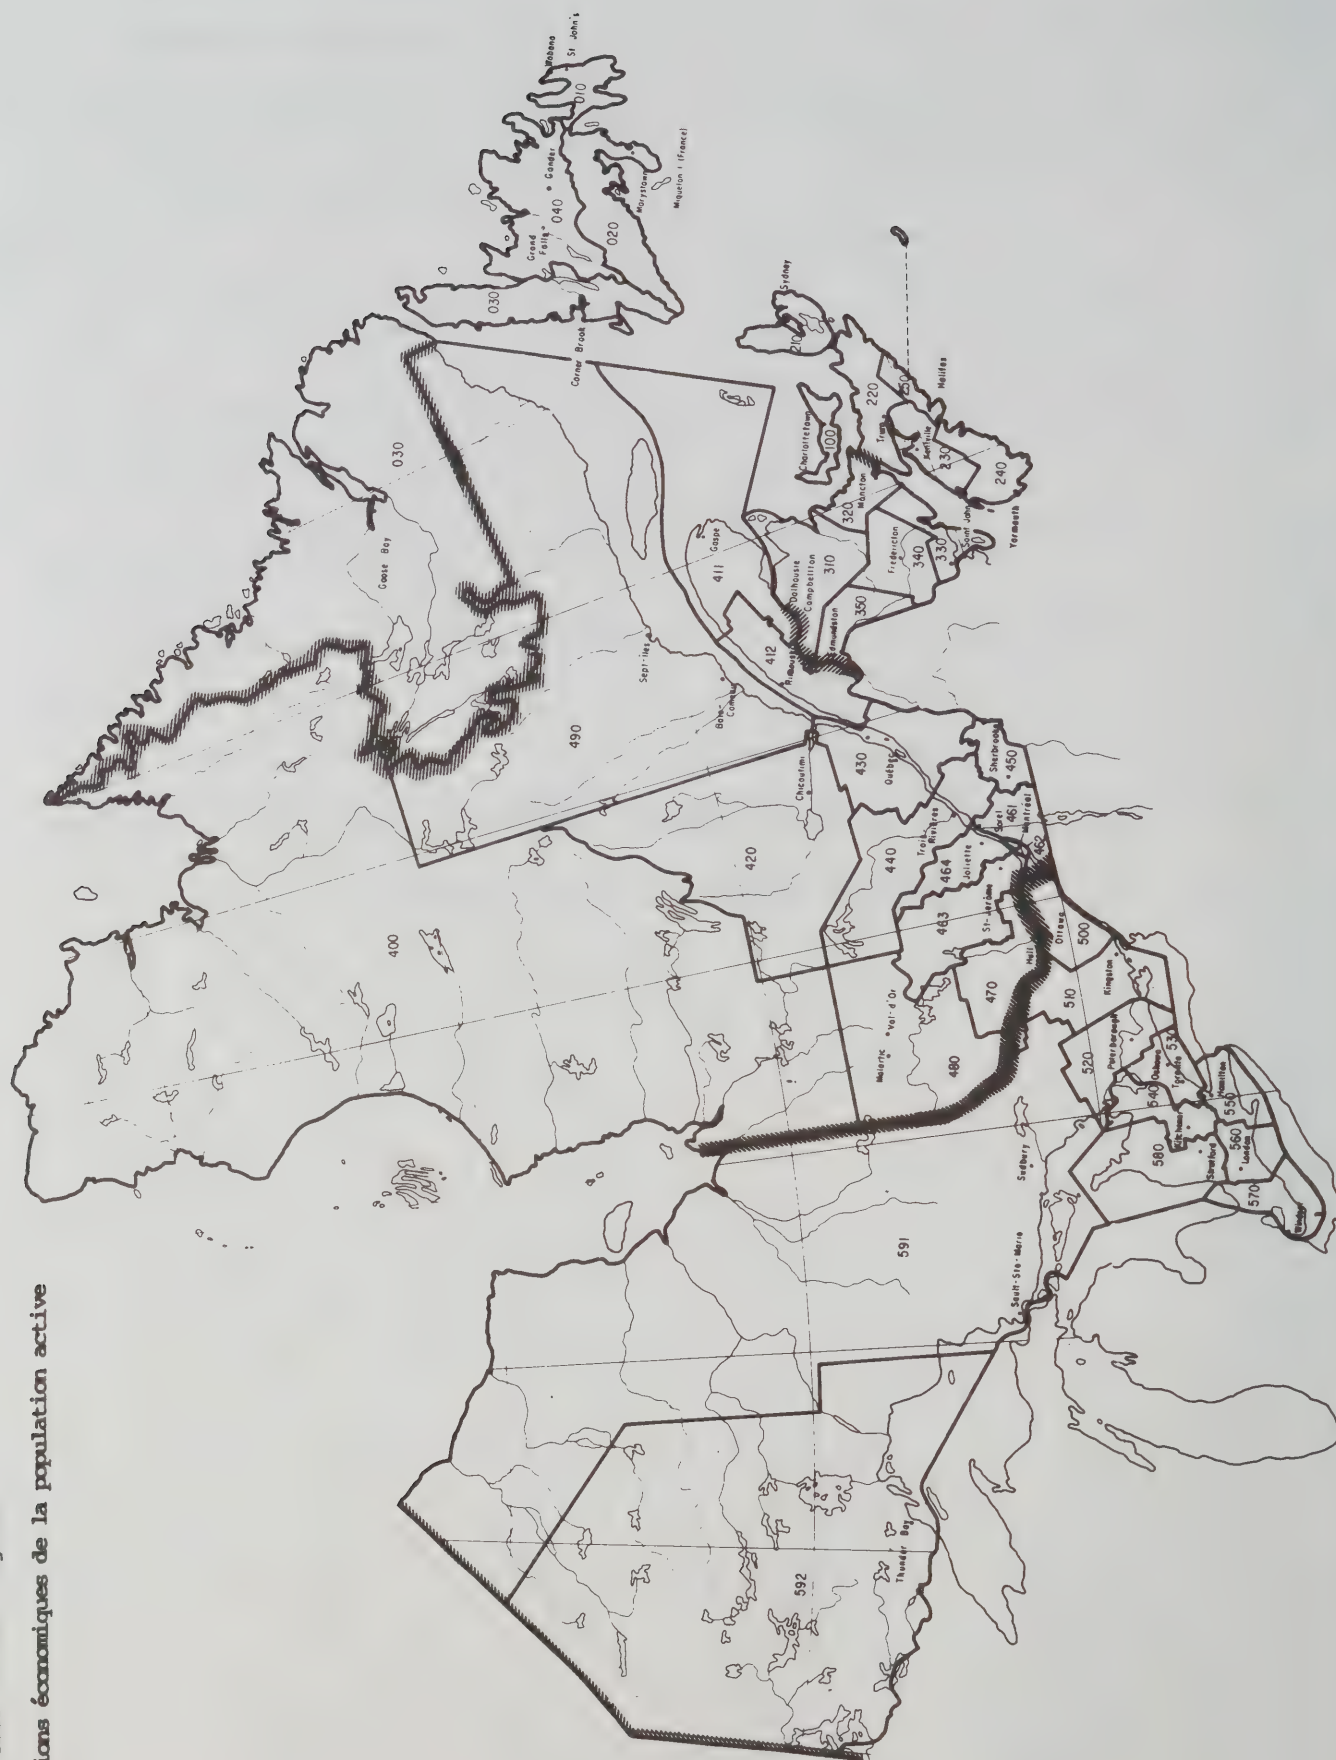 ions économiques de la population active
Wabana
St John's
010
Gander
040
Grand
Falls
020
Marystown
Miquelon I (France)
030
Corner Brook
030
Goose Bay
Sydney
210
220
250
Halifax
Truro
Kentville
230
240
Yarmouth
Charlottetown
100
Moncton
320
Saint John
330
Fredericton
340
310
350
Dalhousie
Campbellton
Edmundston
Gaspé
411
412
Rimouski
Sept-Iles
Baie-
Comeau
490
400
420
Chicoutimi
430
Québec
440
Trois-
Rivières
Sherbrooke
450
Sorel
461
Montréal
462
Joliette
464
463
St-Jérôme
Hull
Ottawa
500
470
Val-d'Or
Malartic
480
510
Kingston
520
Peterborough
530
Oshawa
Toronto
540
Hamilton
550
Kitchener
560
London
Stratford
580
570
Windsor
Sudbury
Sault-Ste-Marie
591
592
Thunder Bay